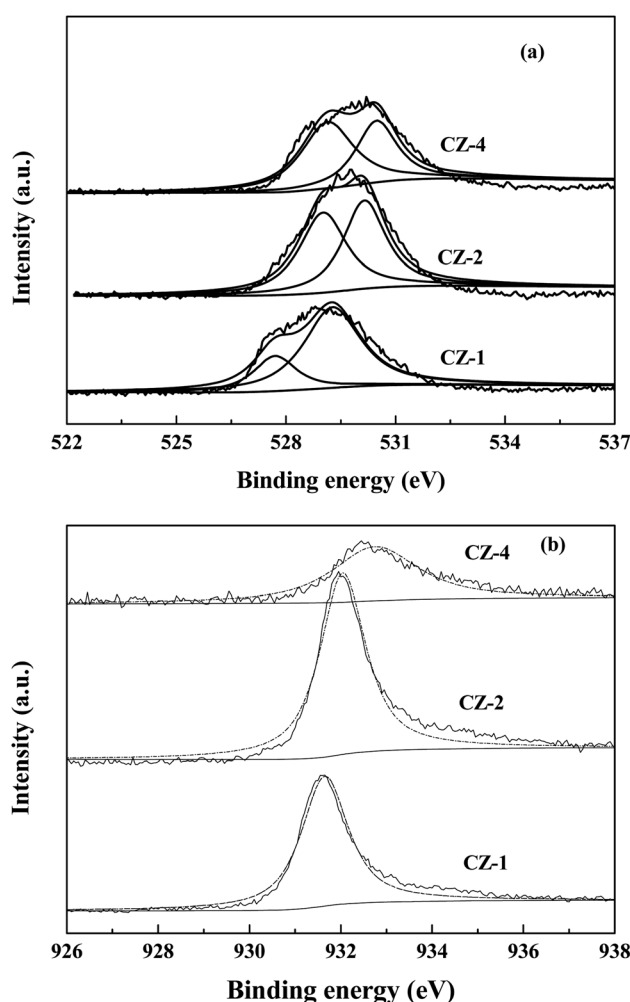 (a)
CZ-4
CZ-2
CZ-1
Intensity (a.u.)
522 525 528 531 534 537
Binding energy (eV)
(b)
CZ-4
CZ-2
CZ-1
Intensity (a.u.)
926 928 930 932 934 936 938
Binding energy (eV)